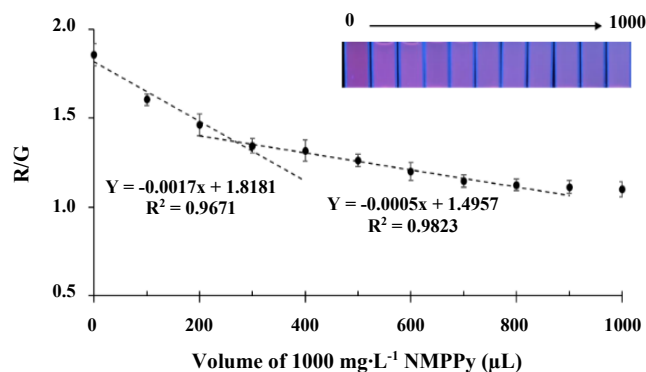 0
1000
2.0
1.5
1.0
0.5
R/G
Y = -0.0017x + 1.8181
R² = 0.9671
Y = -0.0005x + 1.4957
R² = 0.9823
0 200 400 600 800 1000
Volume of 1000 mg·L⁻¹ NMPPy (µL)